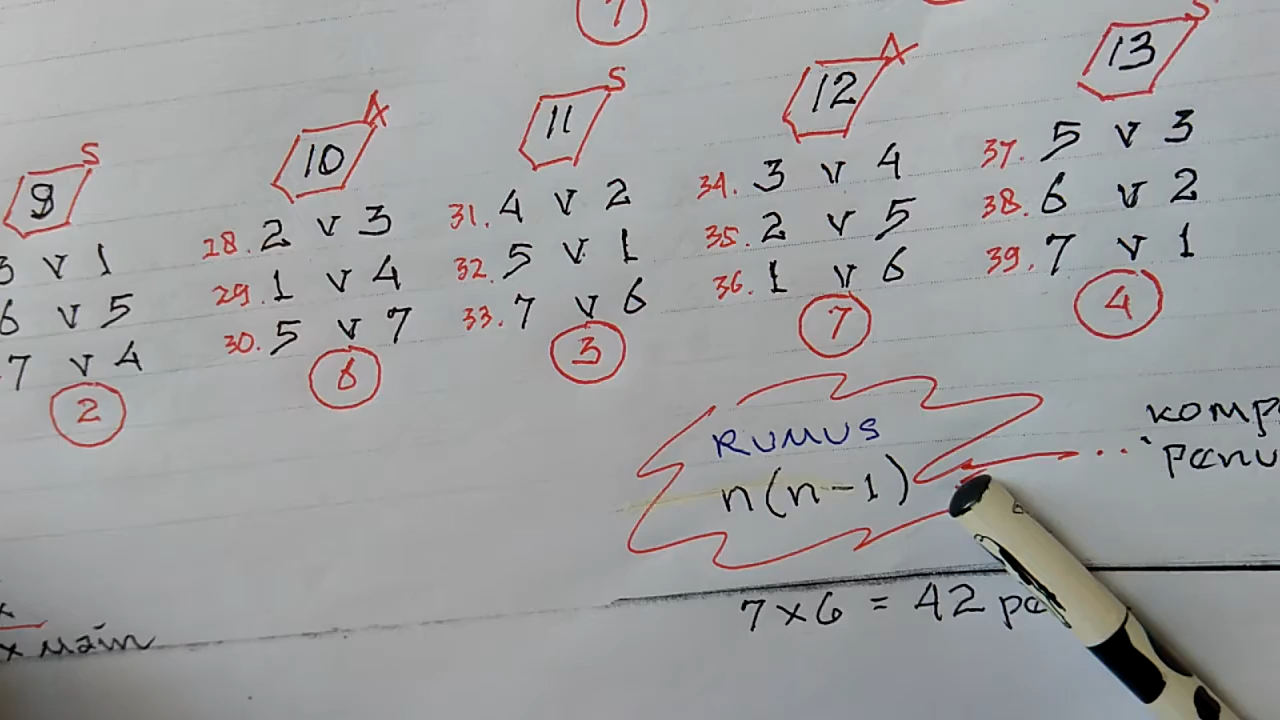 7
9 S
3 v 1
6 v 5
7 v 4
2
10 A
28. 2 v 3
29. 1 v 4
30. 5 v 7
6
11 S
31. 4 v 2
32. 5 v 1
33. 7 v 6
3
12 A
34. 3 v 4
35. 2 v 5
36. 1 v 6
7
13 S
37. 5 v 3
38. 6 v 2
39. 7 v 1
4
RUMUS
n(n-1)
KOMP
penu
7 x 6 = 42 pe
x main